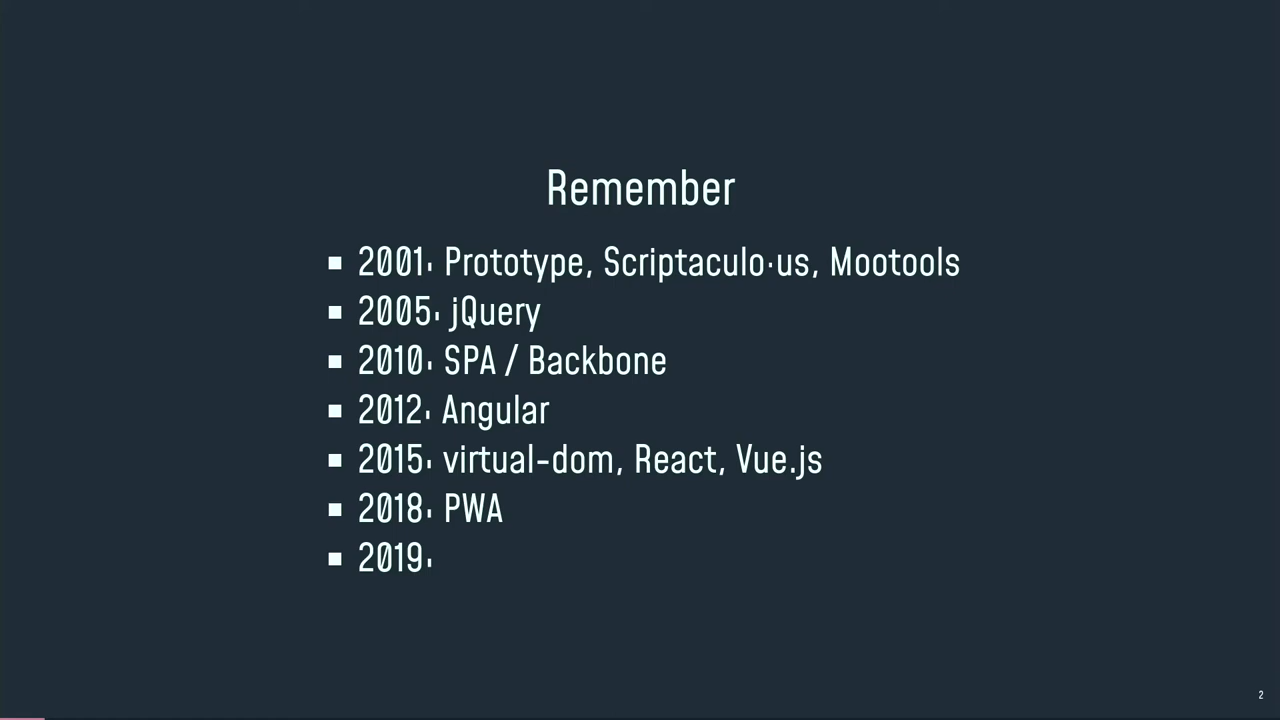 Remember
2001: Prototype, Scriptaculo·us, Mootools
2005: jQuery
2010: SPA / Backbone
2012: Angular
2015: virtual-dom, React, Vue.js
2018: PWA
2019:
2